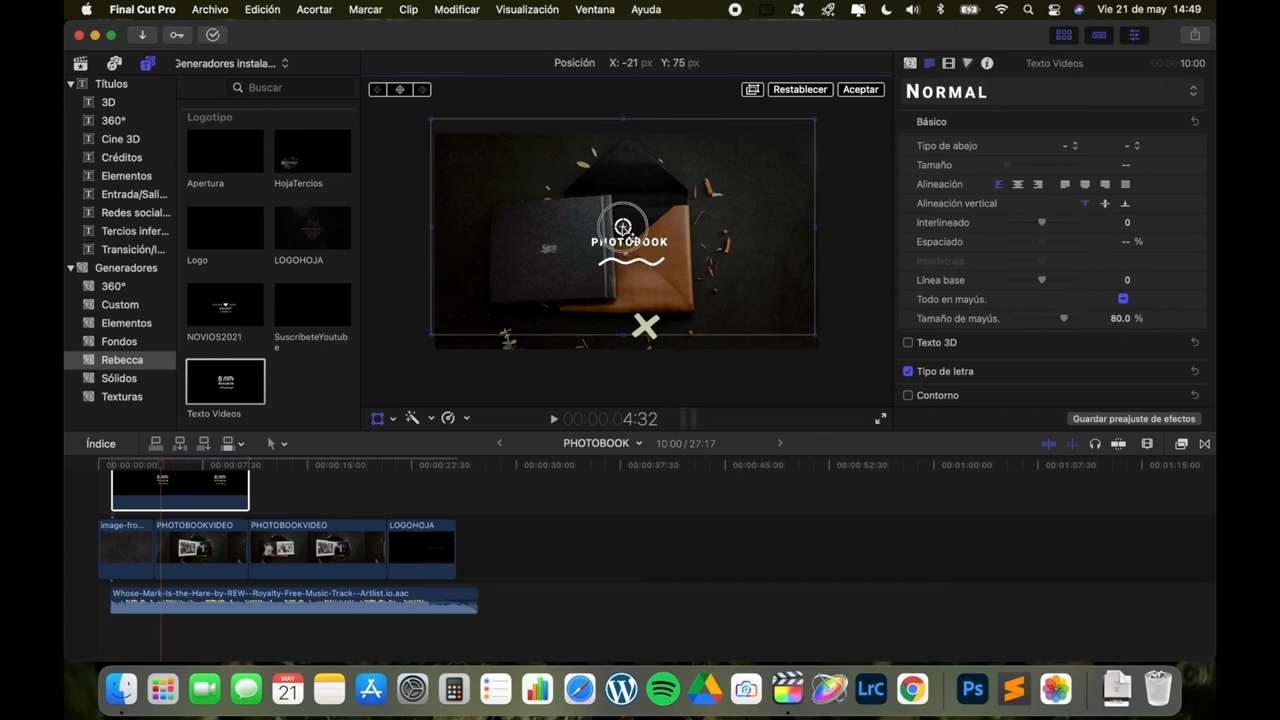 Final Cut Pro Archivo Edición Acortar Marcar Clip Modificar Visualización Ventana Ayuda Vie 21 de may 14:49
Generadores instala...
Posición X: -21 px Y: 75 px
Texto Videos 10:00
Títulos
3D
360°
Cine 3D
Créditos
Elementos
Entrada/Sali...
Redes social...
Tercios infer...
Transición/I...
Generadores
360°
Custom
Elementos
Fondos
Rebecca
Sólidos
Texturas
Buscar
Logotipo
Apertura
HojaTercios
Logo
LOGOHOJA
NOVIOS2021
SuscríbeteYoutub
e
Texto Videos
Restablecer
Aceptar
PHOTOBOOK
4:32
NORMAL
Básico
Tipo de abajo - -
Tamaño --
Alineación
Alineación vertical
Interlineado 0
Espaciado -- %
Interletraje
Línea base 0
Todo en mayús.
Tamaño de mayús. 80.0 %
Texto 3D
Tipo de letra
Contorno
Guardar preajuste de efectos
Índice
PHOTOBOOK
10:00 / 27:17
00:00:00:00 00:00:07:30 00:00:15:00 00:00:22:30 00:00:30:00 00:00:37:30 00:00:45:00 00:00:52:30 00:01:00:00 00:01:07:30 00:01:15:00
image-fro... PHOTOBOOKVIDEO PHOTOBOOKVIDEO LOGOHOJA
Whose-Mark-Is-the-Hare-by-REW--Royalty-Free-Music-Track--Artlist.io.aac
MAY
21
LrC
Ps